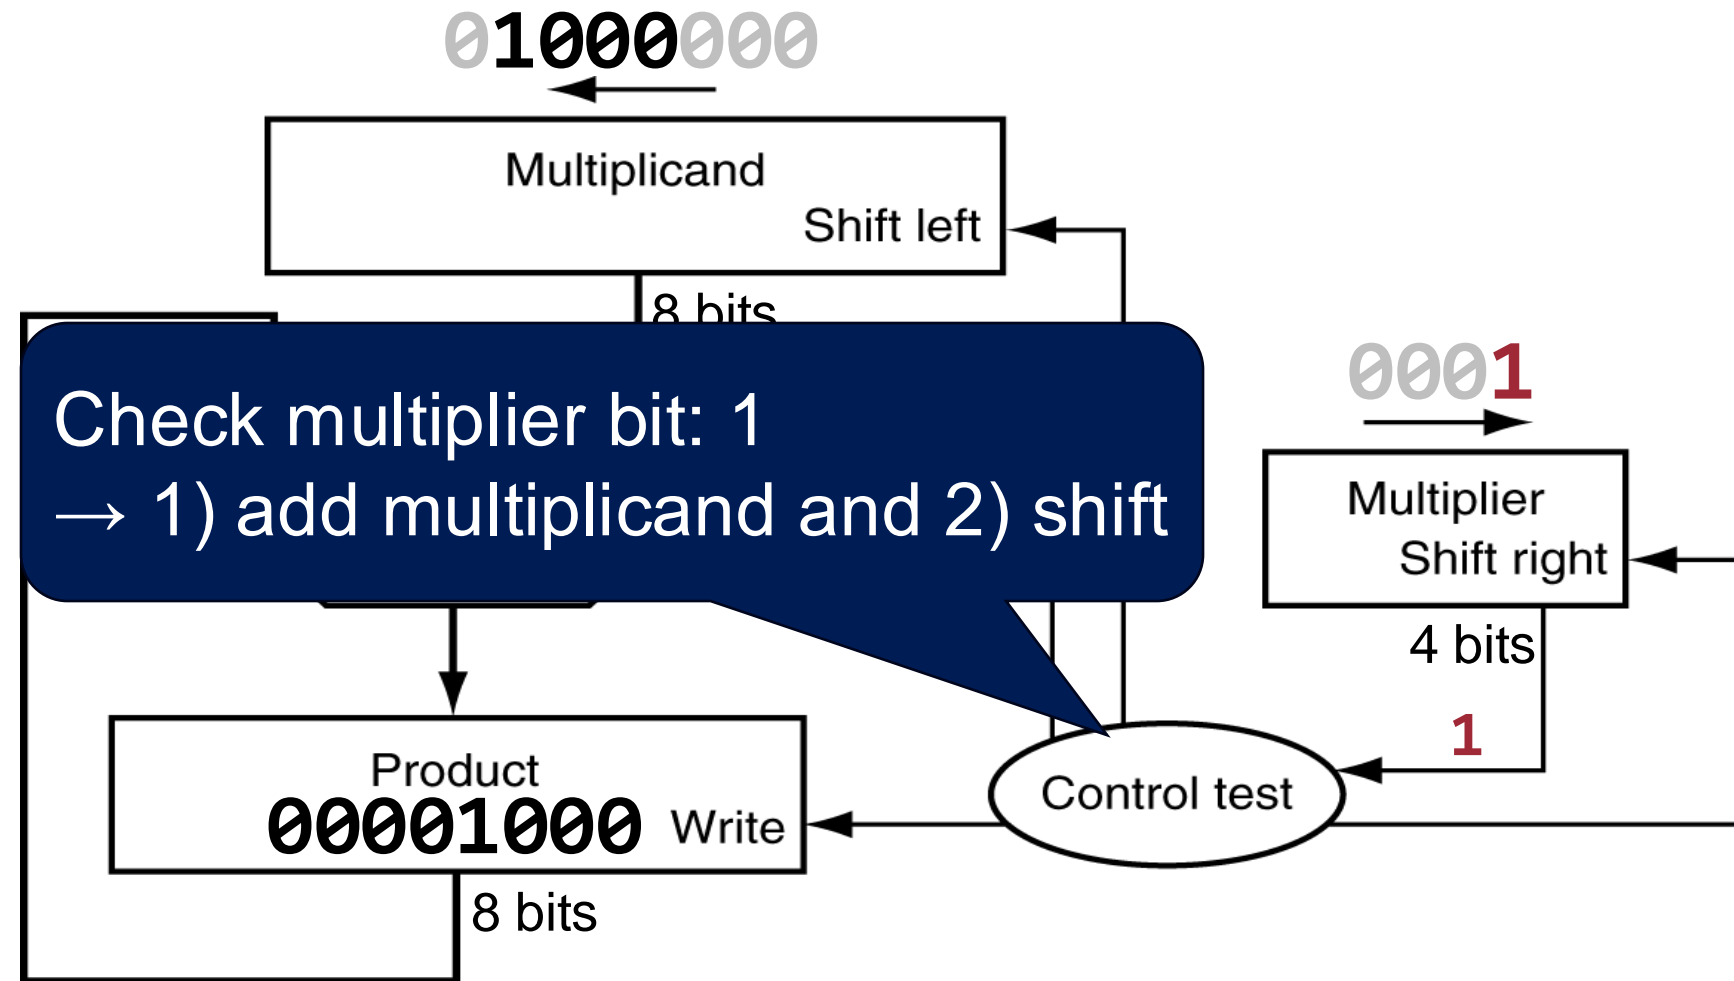 01000000
Multiplicand
Shift left
8 bits
Check multiplier bit: 1
→ 1) add multiplicand and 2) shift
0001
Multiplier
Shift right
4 bits
1
Product
00001000 Write
Control test
8 bits